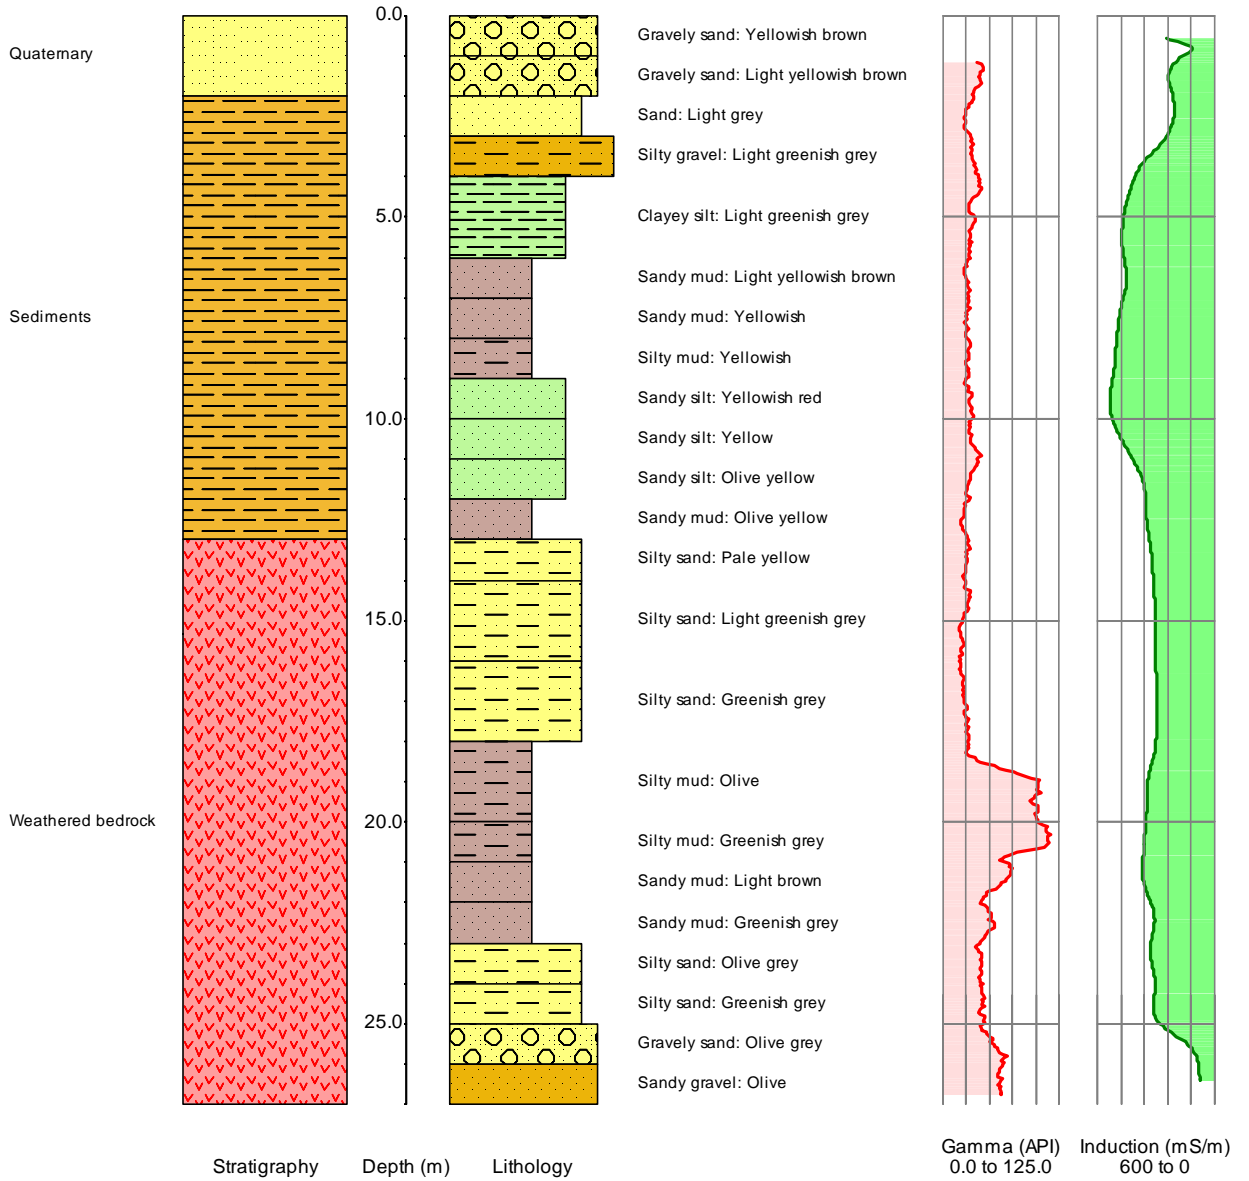 0.0
Gravely sand: Yellowish brown
Quaternary
Gravely sand: Light yellowish brown
Sand: Light grey
Silty gravel: Light greenish grey
5.0
Clayey silt: Light greenish grey
Sandy mud: Light yellowish brown
Sediments
Sandy mud: Yellowish
Silty mud: Yellowish
Sandy silt: Yellowish red
10.0
Sandy silt: Yellow
Sandy silt: Olive yellow
Sandy mud: Olive yellow
Silty sand: Pale yellow
15.0
Silty sand: Light greenish grey
Silty sand: Greenish grey
Silty mud: Olive
Weathered bedrock
20.0
Silty mud: Greenish grey
Sandy mud: Light brown
Sandy mud: Greenish grey
Silty sand: Olive grey
Silty sand: Greenish grey
25.0
Gravely sand: Olive grey
Sandy gravel: Olive
Stratigraphy
Depth (m)
Lithology
Gamma (API)
0.0 to 125.0
Induction (mS/m)
600 to 0